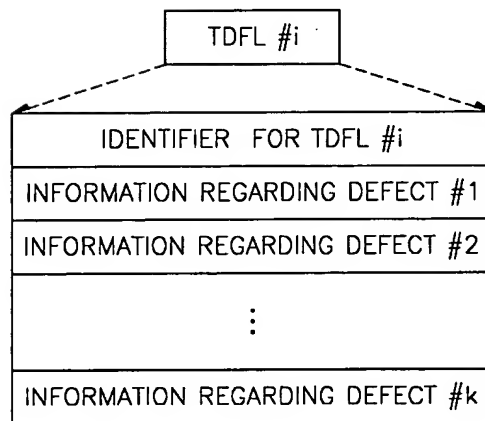 TDFL #i
IDENTIFIER FOR TDFL #i
INFORMATION REGARDING DEFECT #1
INFORMATION REGARDING DEFECT #2
⋮
INFORMATION REGARDING DEFECT #k